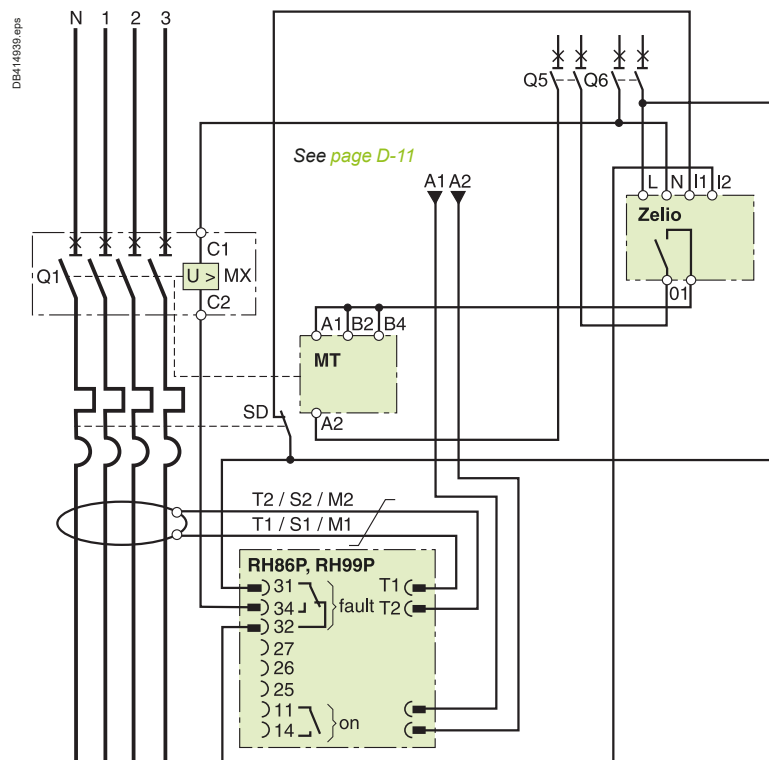 DB414939.eps
N 1 2 3
Q5 Q6
See page D-11
A1 A2
L N I1 I2
Zelio
C1
Q1 U > MX
C2
01
A1 B2 B4
MT
SD
A2
T2 / S2 / M2
T1 / S1 / M1
RH86P, RH99P
31 T1
34 fault T2
32
27
26
25
11
14 on